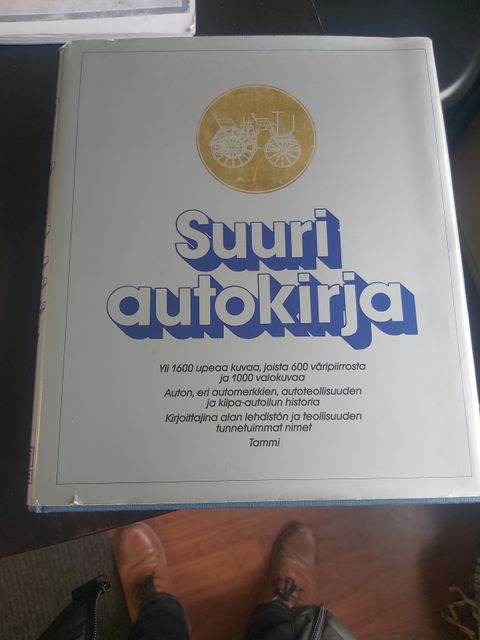 Suuri
autokirja
Yli 1600 upeaa kuvaa, joista 600 väripiirrosta
ja 1000 valokuvaa
Auton, eri automerkkien, autoteollisuuden
ja kilpa-autoilun historia
Kirjoittajina alan lehdistön ja teollisuuden
tunnetuimmat nimet
Tammi